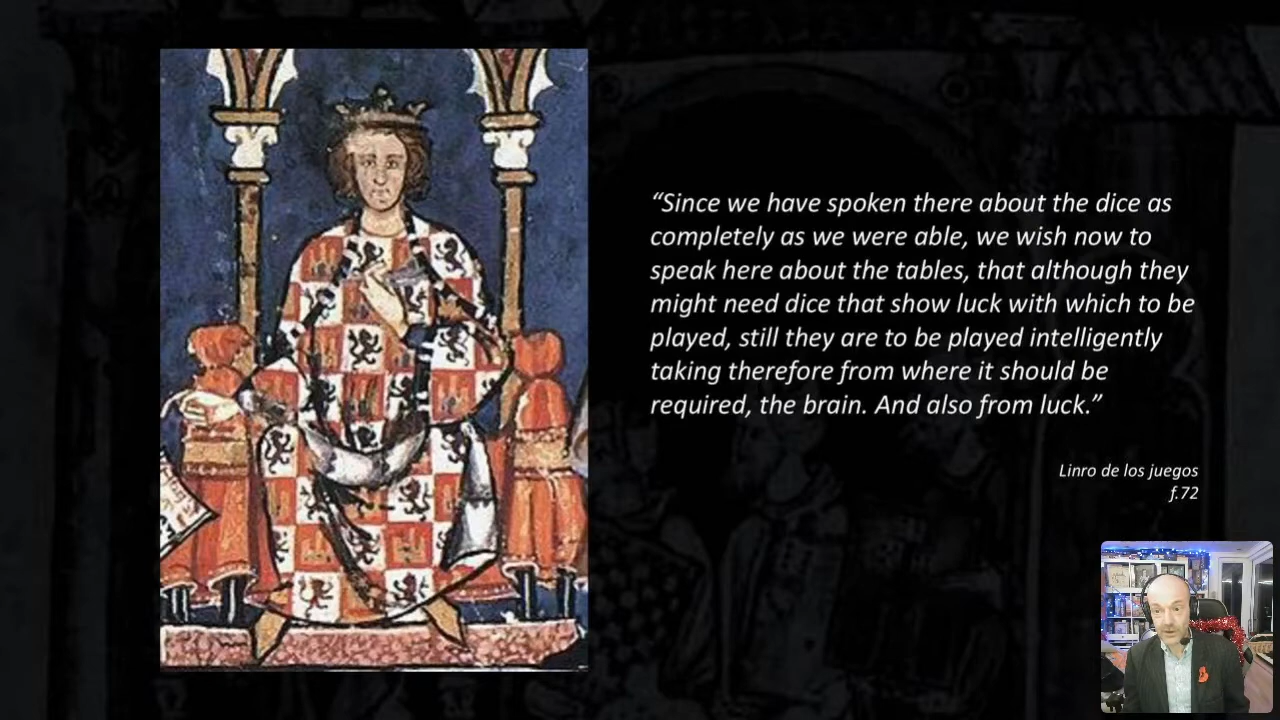 “Since we have spoken there about the dice as
completely as we were able, we wish now to
speak here about the tables, that although they
might need dice that show luck with which to be
played, still they are to be played intelligently
taking therefore from where it should be
required, the brain. And also from luck.”
Linro de los juegos
f.72